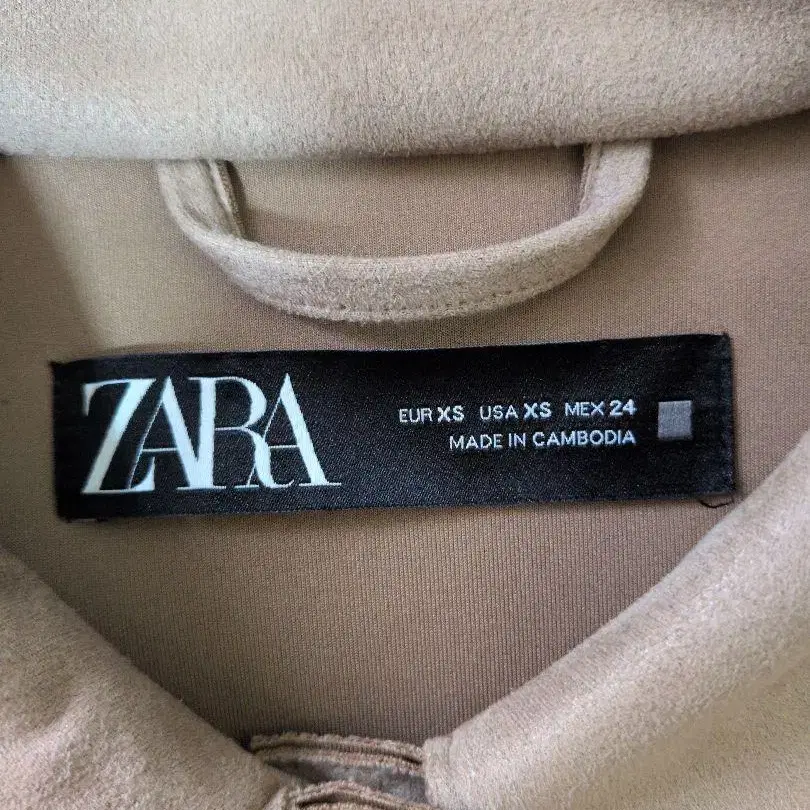 ZARA
EUR XS USA XS MEX 24
MADE IN CAMBODIA